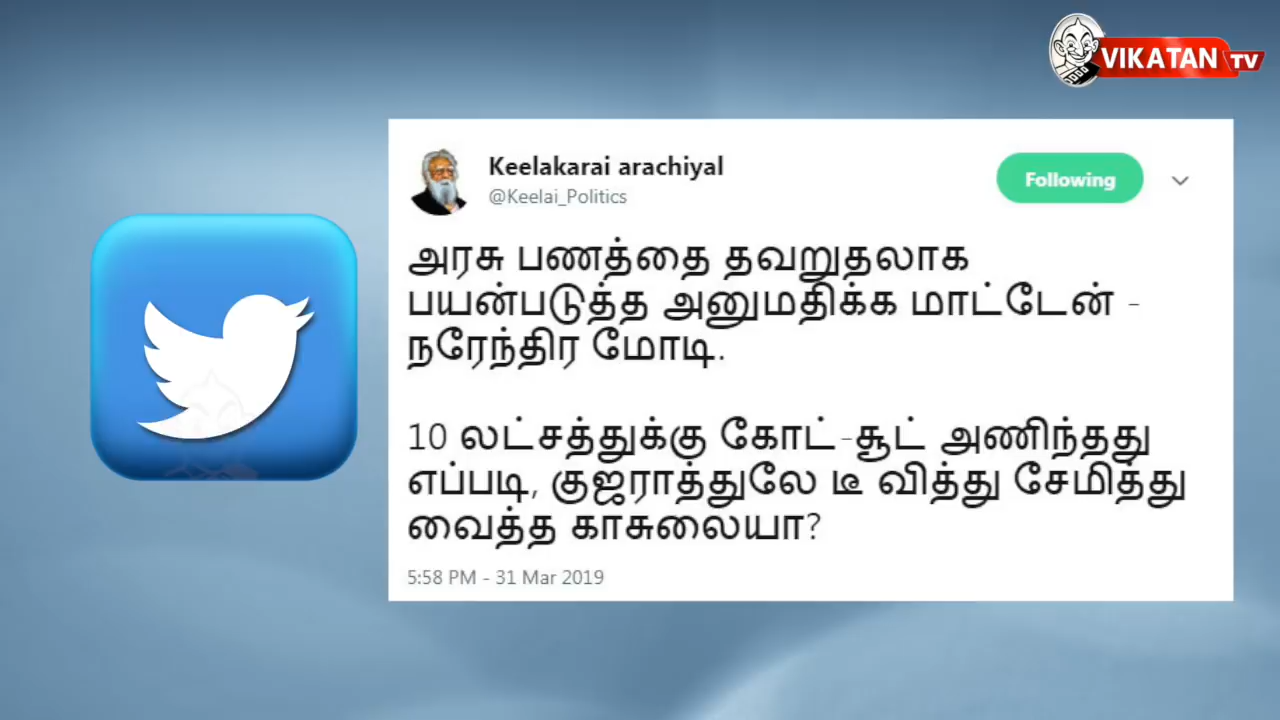 VIKATAN TV
Keelakarai arachiyal
Following
@Keelai_Politics
அரசு பணத்தை தவறுதலாக
பயன்படுத்த அனுமதிக்க மாட்டேன் -
நரேந்திர மோடி.
10 லட்சத்துக்கு கோட்-சூட் அணிந்தது
எப்படி, குஜராத்துலே டீ வித்து சேமித்து
வைத்த காசுலையா?
5:58 PM - 31 Mar 2019